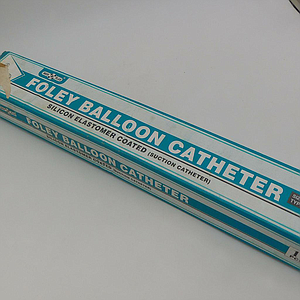 FOLEY BALLOON CATHETER
SILICON ELASTOMER COATED (SUCTION CATHETER)
FOLEY BALLOON CATHETER